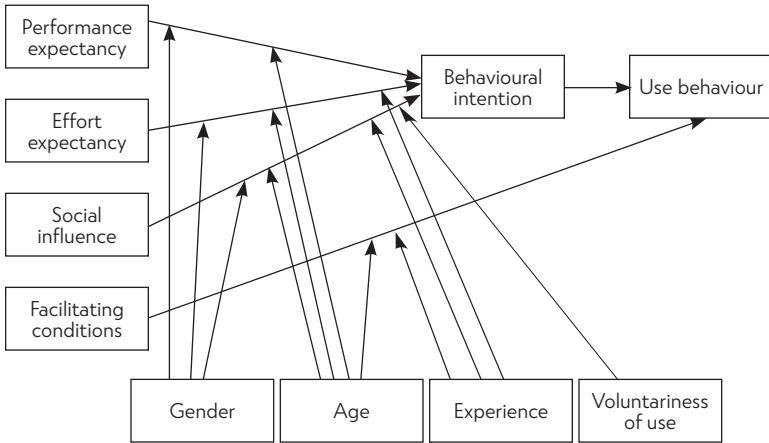 Performance
expectancy
Behavioural
intention
Use behaviour
Effort
expectancy
Social
influence
Facilitating
conditions
Gender
Age
Experience
Voluntariness
of use